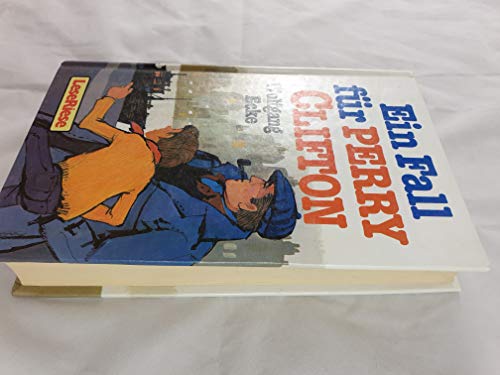 Ein Fall
für PERRY
CLIFTON
Wolfgang
Ecke
LeseRiese